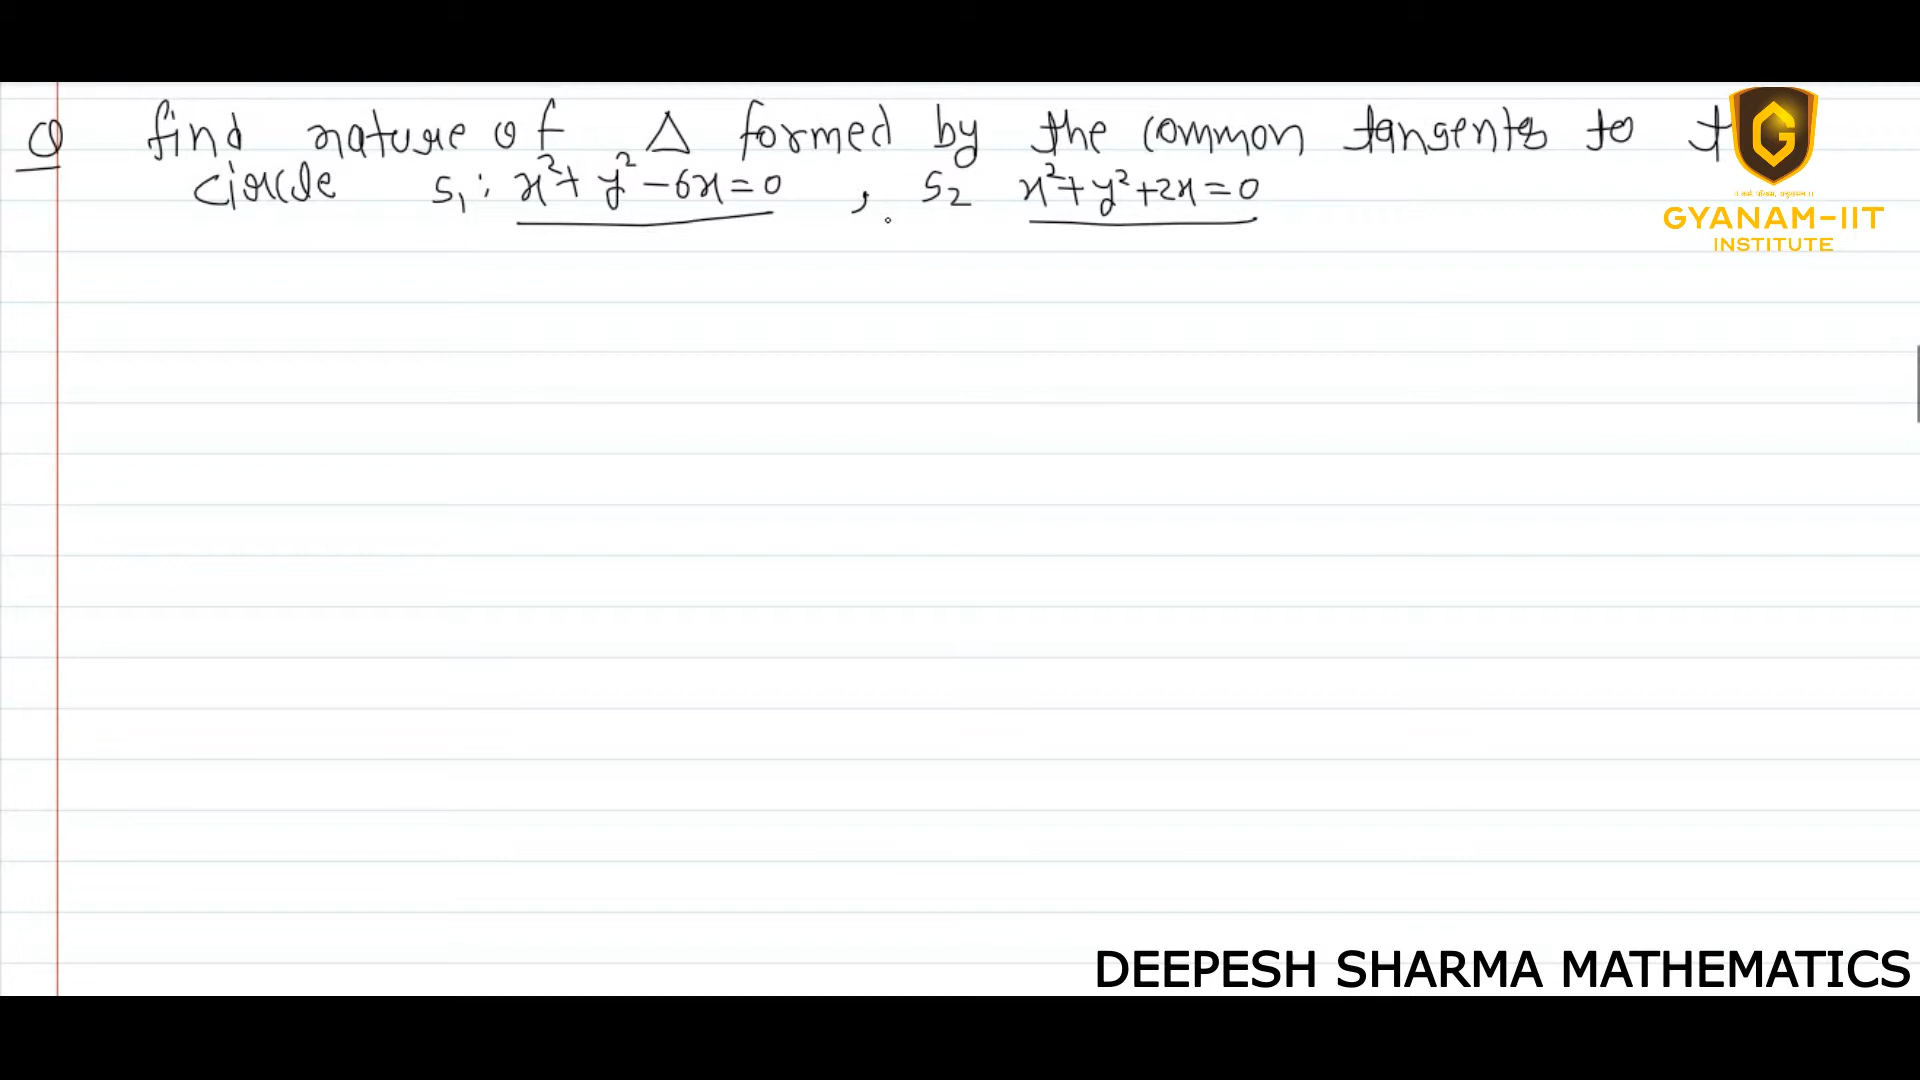 Q find nature of Δ formed by the common tangents to
circle S₁: x²+y²-6x=0 , S₂ x²+y²+2x=0
GYANAM-IIT
INSTITUTE
DEEPESH SHARMA MATHEMATICS